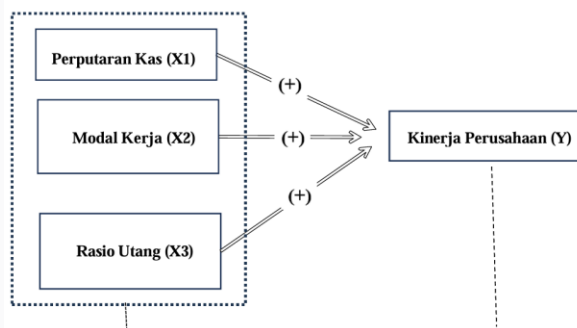 Perputaran Kas (X1)
(+)
Modal Kerja (X2)
(+)
Kinerja Perusahaan (Y)
(+)
Rasio Utang (X3)